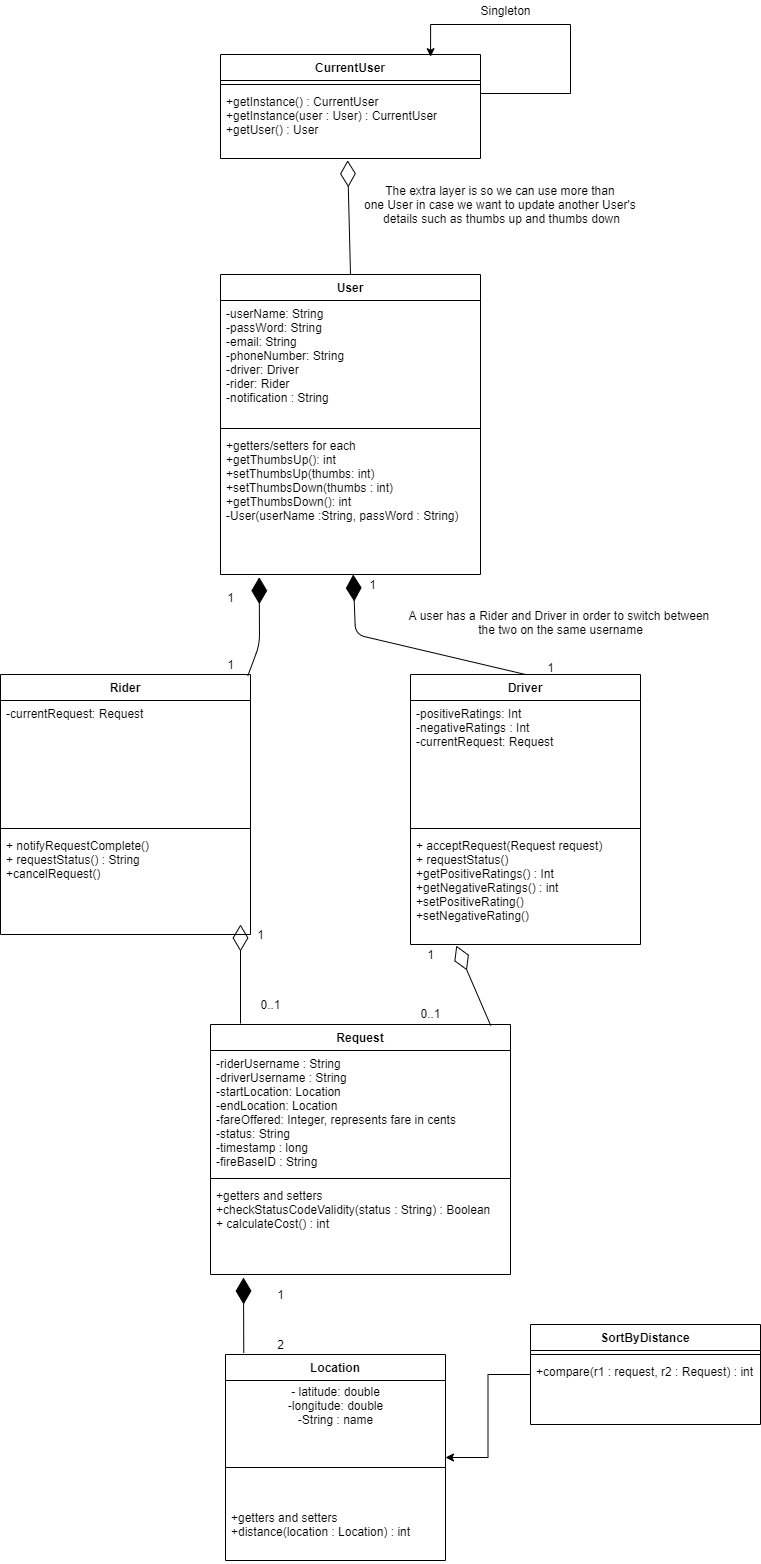 Singleton
CurrentUser
+getInstance() : CurrentUser
+getInstance(user : User) : CurrentUser
+getUser() : User
The extra layer is so we can use more than
one User in case we want to update another User's
details such as thumbs up and thumbs down
User
-userName: String
-passWord: String
-email: String
-phoneNumber: String
-driver: Driver
-rider: Rider
-notification : String
+getters/setters for each
+getThumbsUp(): int
+setThumbsUp(thumbs: int)
+setThumbsDown(thumbs : int)
+getThumbsDown(): int
-User(userName :String, passWord : String)
1
1
A user has a Rider and Driver in order to switch between
the two on the same username
1
1
Rider
-currentRequest: Request
+ notifyRequestComplete()
+ requestStatus() : String
+cancelRequest()
Driver
-positiveRatings: Int
-negativeRatings : Int
-currentRequest: Request
+ acceptRequest(Request request)
+ requestStatus()
+getPositiveRatings() : Int
+getNegativeRatings() : int
+setPositiveRating()
+setNegativeRating()
1
1
0..1
0..1
Request
-riderUsername : String
-driverUsername : String
-startLocation: Location
-endLocation: Location
-fareOffered: Integer, represents fare in cents
-status: String
-timestamp : long
-fireBaseID : String
+getters and setters
+checkStatusCodeValidity(status : String) : Boolean
+ calculateCost() : int
1
2
Location
- latitude: double
-longitude: double
-String : name
+getters and setters
+distance(location : Location) : int
SortByDistance
+compare(r1 : request, r2 : Request) : int